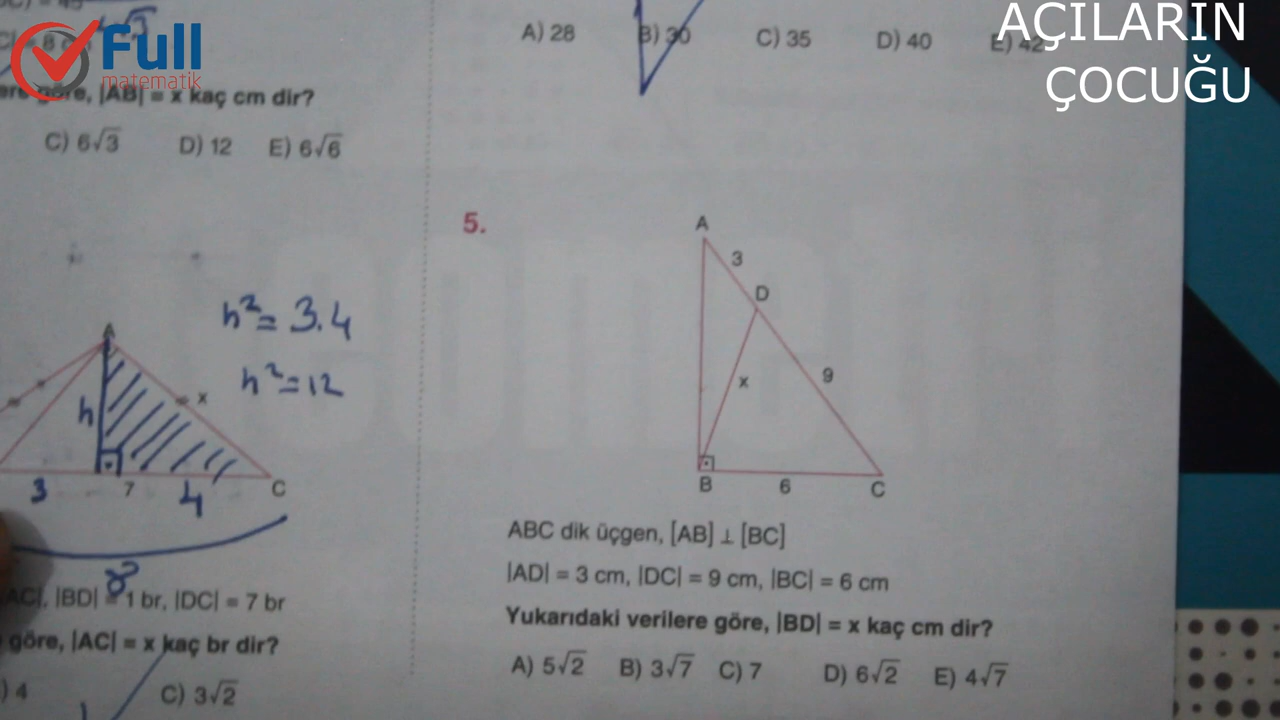 AÇILARIN
ÇOCUĞU
Full
matematik
göre, |AB| = x kaç cm dir?
C) 6√3 D) 12 E) 6√6
A
h
x
3 7 4 C
8
h² = 3.4
h² = 12
|BD| = 1 br, |DC| = 7 br
göre, |AC| = x kaç br dir?
) 4 C) 3√2
A) 28 B) 30 C) 35 D) 40 E) 42
5.
A
3
D
x 9
B 6 C
ABC dik üçgen, [AB] ⊥ [BC]
|AD| = 3 cm, |DC| = 9 cm, |BC| = 6 cm
Yukarıdaki verilere göre, |BD| = x kaç cm dir?
A) 5√2 B) 3√7 C) 7 D) 6√2 E) 4√7